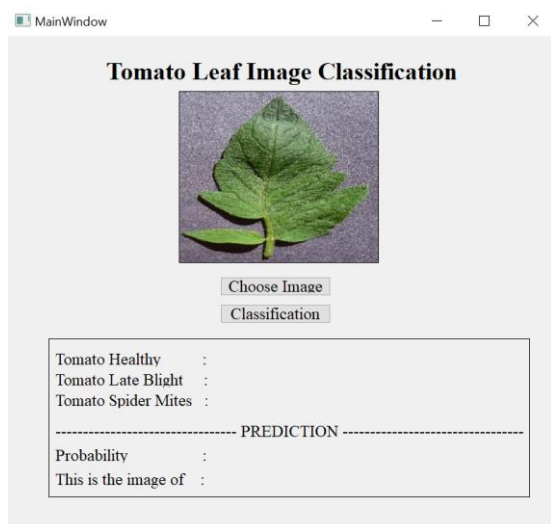 MainWindow
Tomato Leaf Image Classification
Choose Image
Classification
Tomato Healthy :
Tomato Late Blight :
Tomato Spider Mites :
--------------------------------- PREDICTION ---------------------------------
Probability :
This is the image of :